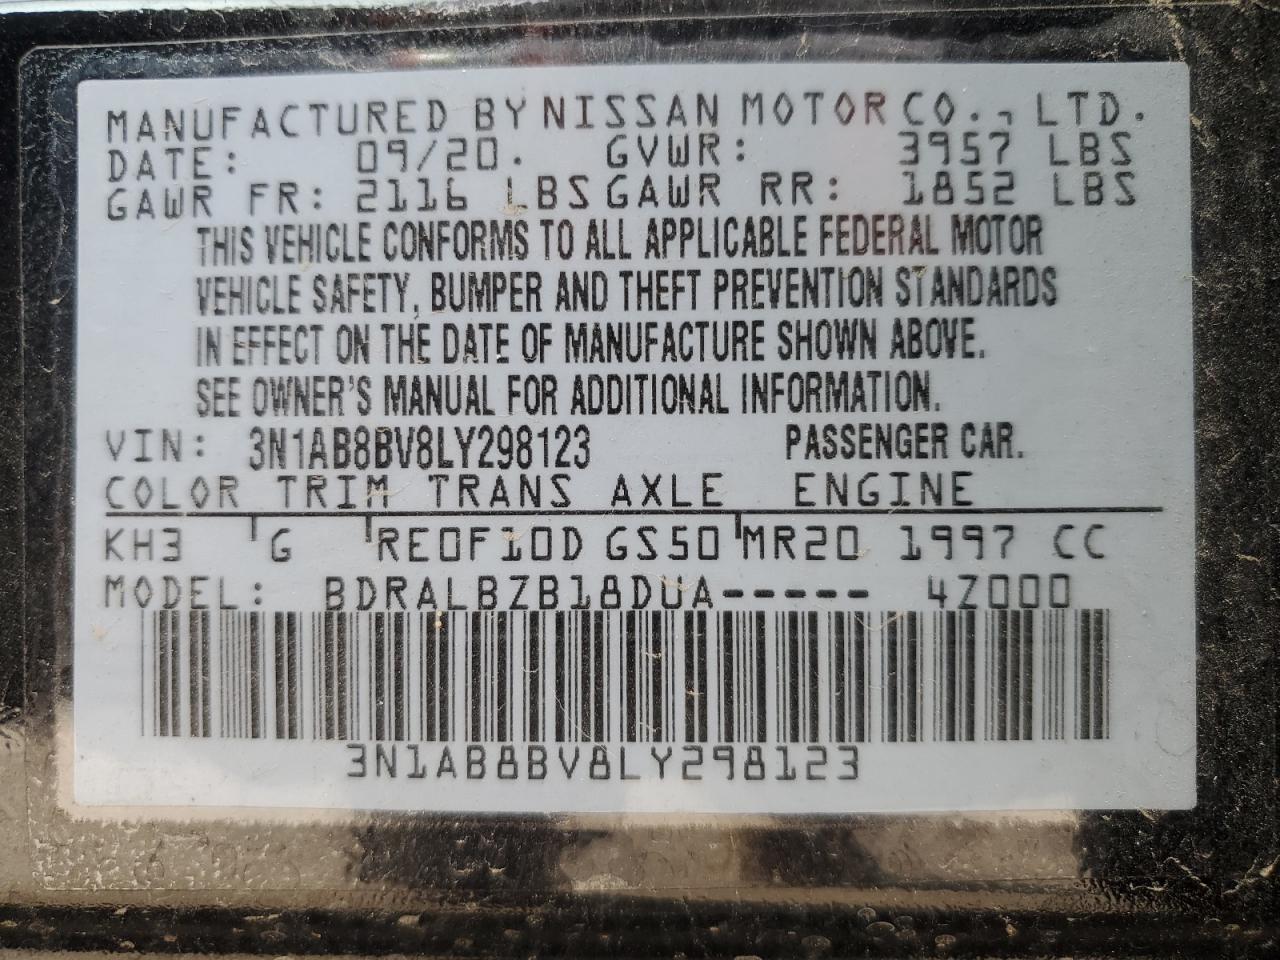 MANUFACTURED BY NISSAN MOTOR CO., LTD.
DATE: 09/20. GVWR: 3957 LBS
GAWR FR: 2116 LBS GAWR RR: 1852 LBS
THIS VEHICLE CONFORMS TO ALL APPLICABLE FEDERAL MOTOR
VEHICLE SAFETY, BUMPER AND THEFT PREVENTION STANDARDS
IN EFFECT ON THE DATE OF MANUFACTURE SHOWN ABOVE.
SEE OWNER'S MANUAL FOR ADDITIONAL INFORMATION.
VIN: 3N1AB8BV8LY298123 PASSENGER CAR.
COLOR TRIM TRANS AXLE ENGINE
KH3 G RE0F10D GS50 MR20 1997 CC
MODEL: BDRALBZB18DUA----- 4Z000
3N1AB8BV8LY298123